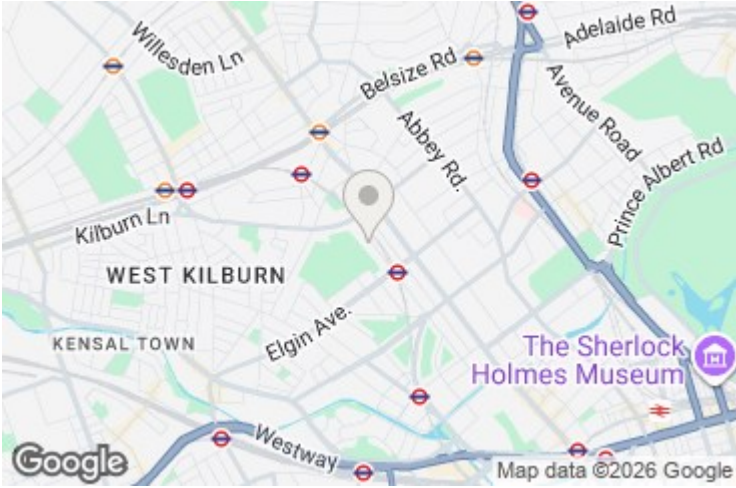 Adelaide Rd
Willesden Ln
Belsize Rd
Avenue Road
Abbey Rd.
Prince Albert Rd
Kilburn Ln
WEST KILBURN
Elgin Ave.
KENSAL TOWN
The Sherlock
Holmes Museum
Westway
Google
Map data ©2026 Google